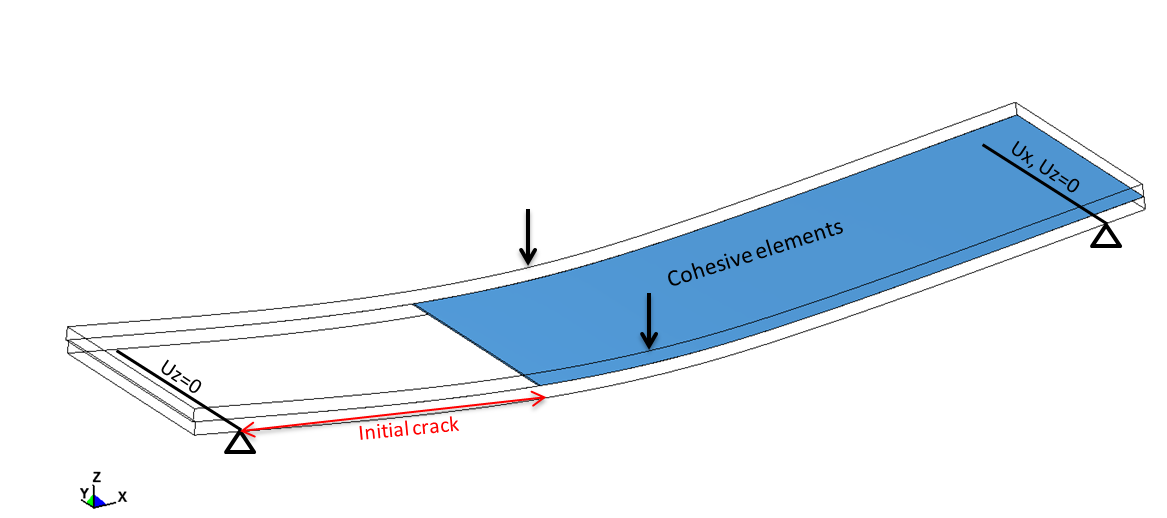 Ux, Uz=0
Cohesive elements
Uz=0
Initial crack
Z
Y
X